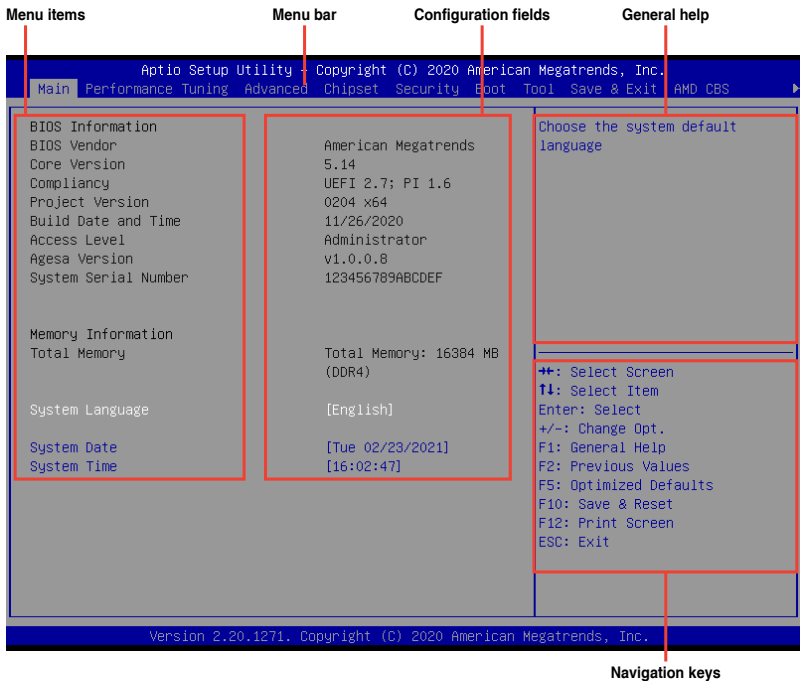 Menu items Menu bar Configuration fields General help
Aptio Setup Utility - Copyright (C) 2020 American Megatrends, Inc.
Main Performance Tuning Advanced Chipset Security Boot Tool Save & Exit AMD CBS
BIOS Information
BIOS Vendor American Megatrends
Core Version 5.14
Compliancy UEFI 2.7; PI 1.6
Project Version 0204 x64
Build Date and Time 11/26/2020
Access Level Administrator
Agesa Version v1.0.0.8
System Serial Number 123456789ABCDEF
Memory Information
Total Memory Total Memory: 16384 MB
(DDR4)
System Language [English]
System Date [Tue 02/23/2021]
System Time [16:02:47]
Choose the system default
language
→←: Select Screen
↑↓: Select Item
Enter: Select
+/-: Change Opt.
F1: General Help
F2: Previous Values
F5: Optimized Defaults
F10: Save & Reset
F12: Print Screen
ESC: Exit
Version 2.20.1271. Copyright (C) 2020 American Megatrends, Inc.
Navigation keys